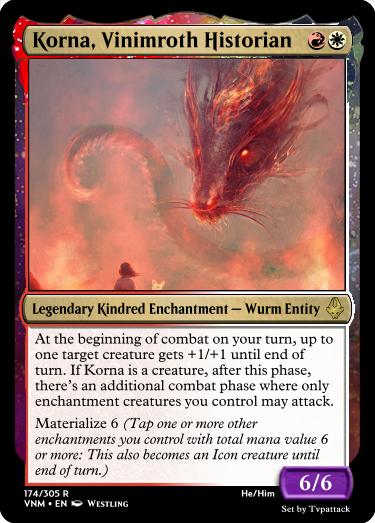 Korna, Vinimroth Historian
Legendary Kindred Enchantment — Wurm Entity
At the beginning of combat on your turn, up to
one target creature gets +1/+1 until end of
turn. If Korna is a creature, after this phase,
there's an additional combat phase where only
enchantment creatures you control may attack.
Materialize 6 (Tap one or more other
enchantments you control with total mana value 6
or more: This also becomes an Icon creature until
end of turn.)
6/6
174/305 R
He/Him
VNM • EN Westling
Set by Tvpattack